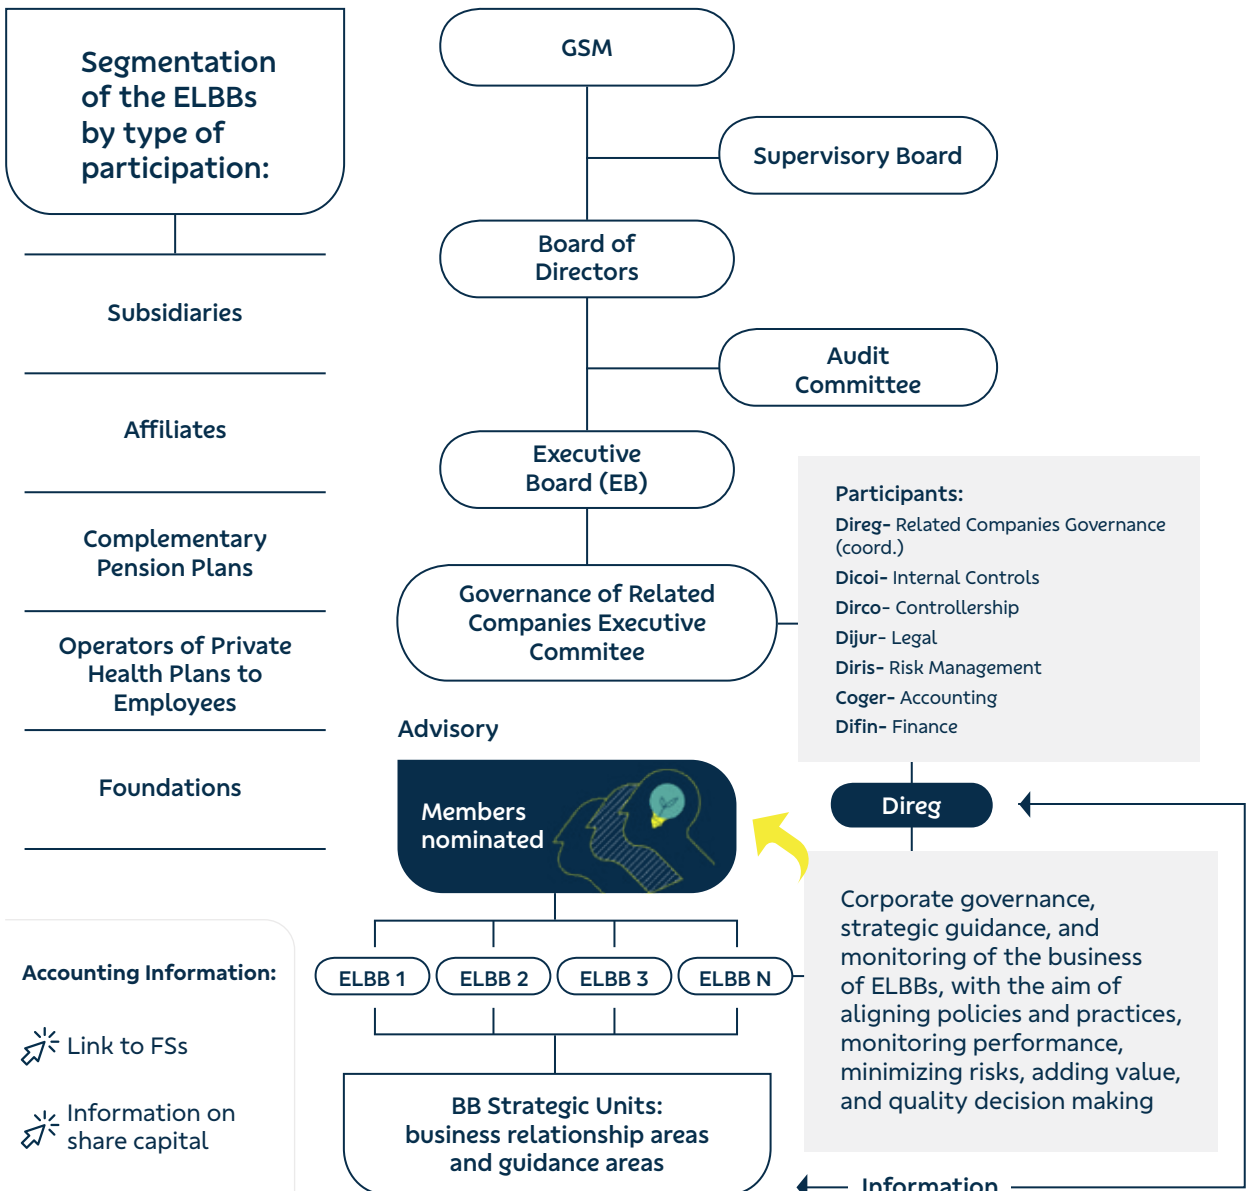 Segmentation
of the ELBBs
by type of
participation:
Subsidiaries
Affiliates
Complementary
Pension Plans
Operators of Private
Health Plans to
Employees
Foundations
Accounting Information:
Link to FSs
Information on
share capital
GSM
Supervisory Board
Board of
Directors
Audit
Committee
Executive
Board (EB)
Governance of Related
Companies Executive
Commitee
Participants:
Direg- Related Companies Governance
(coord.)
Dicoi- Internal Controls
Dirco- Controllership
Dijur- Legal
Diris- Risk Management
Coger- Accounting
Difin- Finance
Advisory
Members
nominated
Direg
ELBB 1
ELBB 2
ELBB 3
ELBB N
Corporate governance,
strategic guidance, and
monitoring of the business
of ELBBs, with the aim of
aligning policies and practices,
monitoring performance,
minimizing risks, adding value,
and quality decision making
BB Strategic Units:
business relationship areas
and guidance areas
Information